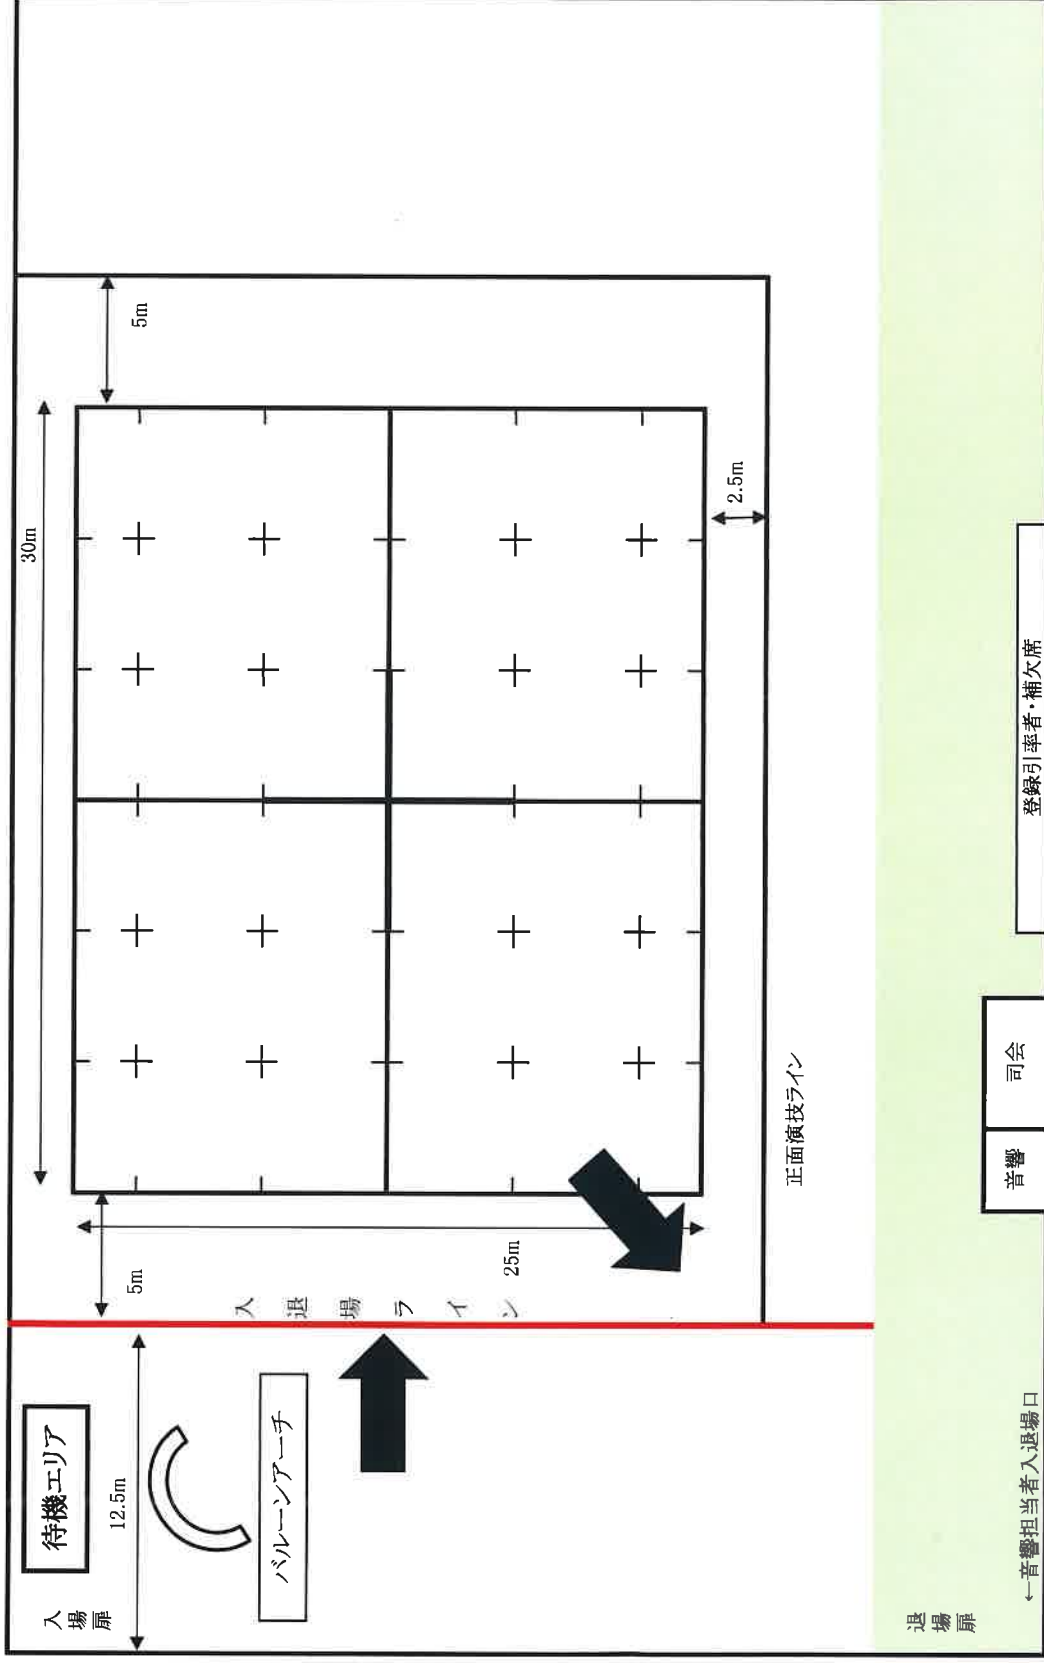 入場扉
待機エリア
12.5m
バルーンアーチ
5m
入退場ライン
25m
30m
5m
2.5m
正面演技ライン
退場扉
←音響担当者入退場口
音響
司会
登録引率者・補欠席